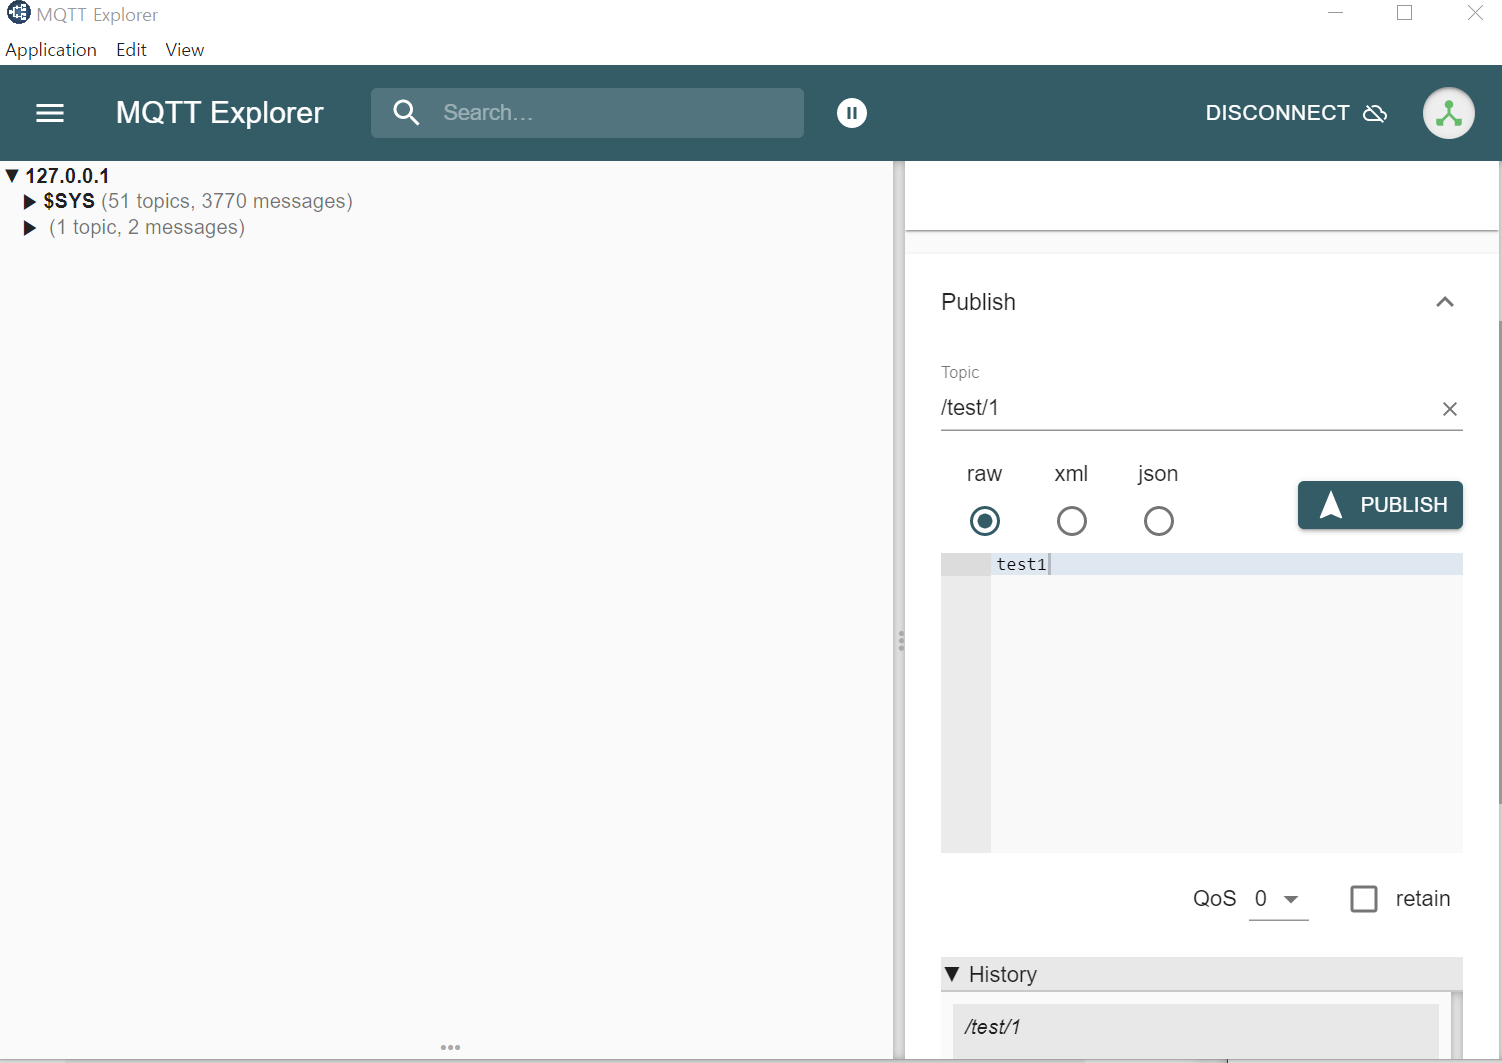 MQTT Explorer
Application Edit View
MQTT Explorer
Search...
DISCONNECT
127.0.0.1
$SYS (51 topics, 3770 messages)
(1 topic, 2 messages)
Publish
Topic
/test/1
raw xml json
PUBLISH
test1
QoS 0 retain
History
/test/1